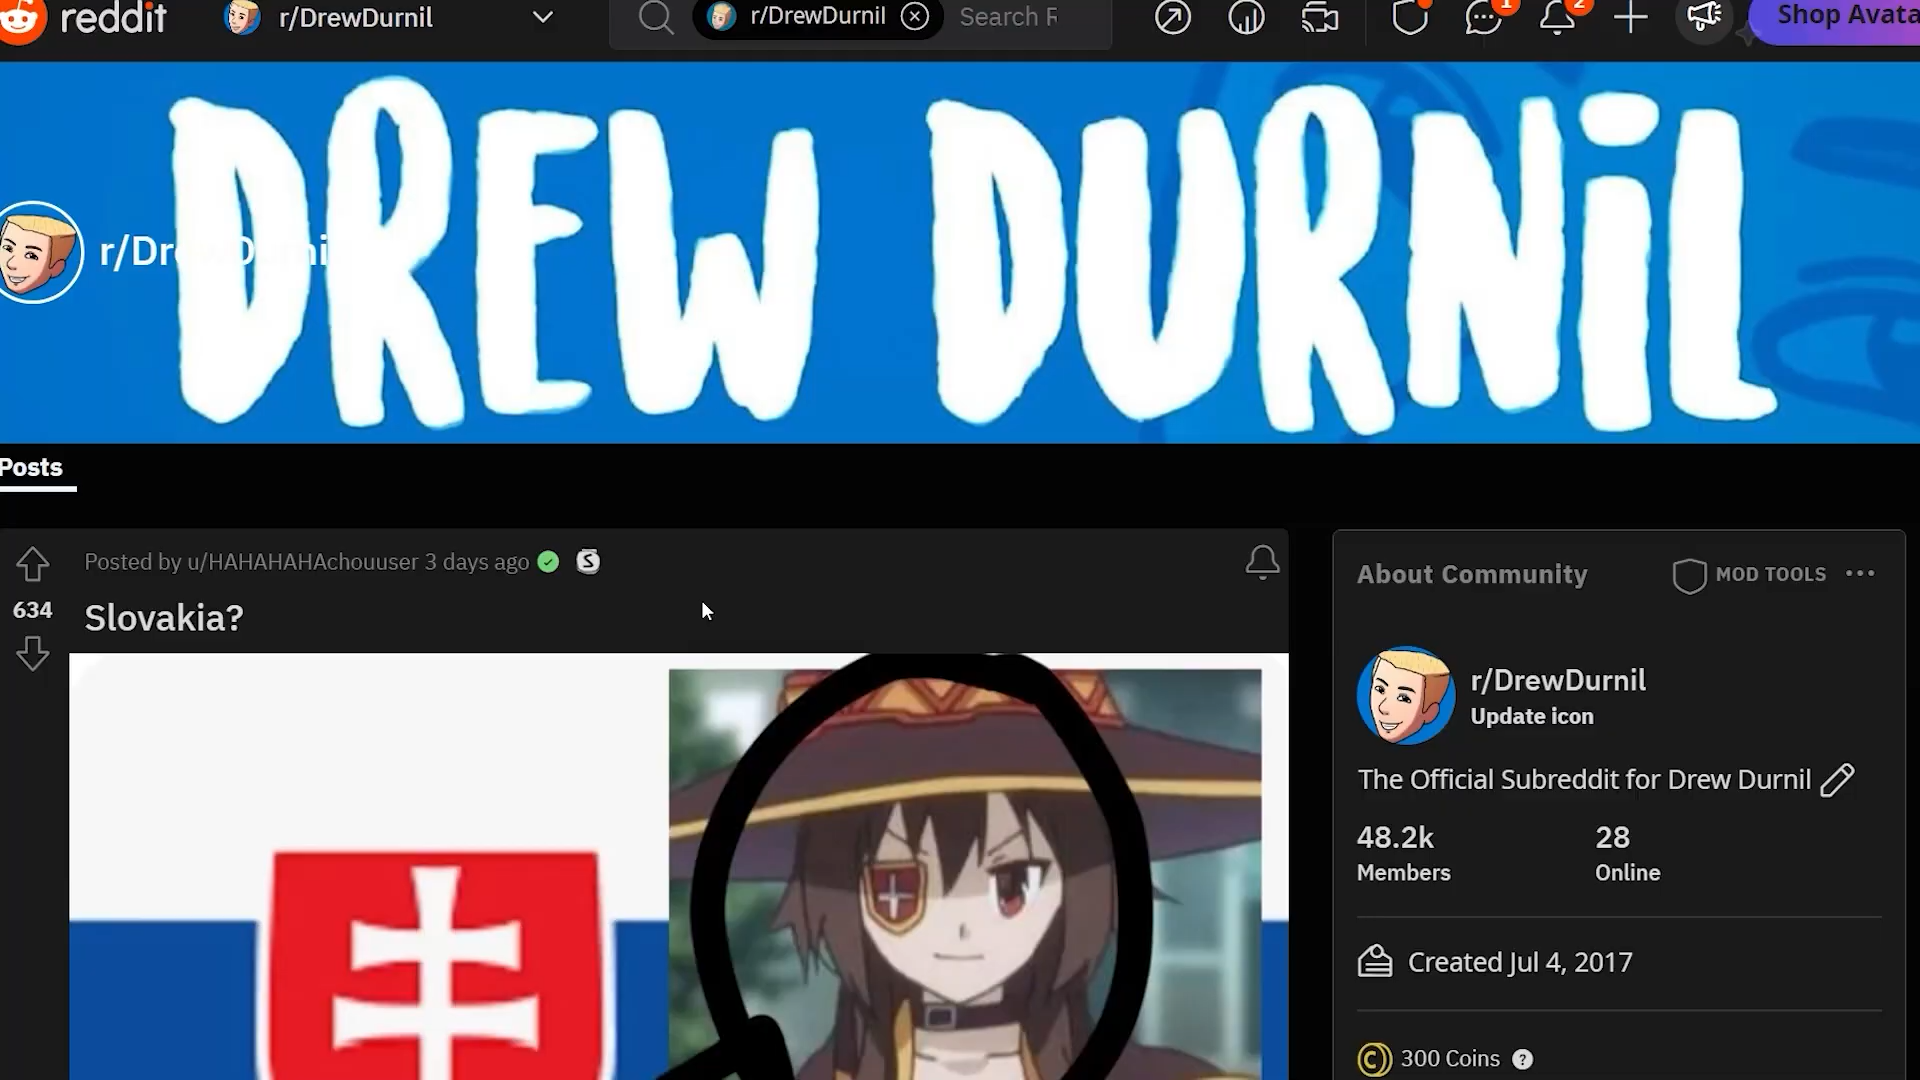 reddit
r/DrewDurnil
r/DrewDurnil
Search R
1
2
Shop Avata
DREW DURNiL
Posts
Posted by u/HAHAHAHAchouuser 3 days ago
634
Slovakia?
About Community
MOD TOOLS
r/DrewDurnil
Update icon
The Official Subreddit for Drew Durnil
48.2k
28
Members
Online
Created Jul 4, 2017
300 Coins ?